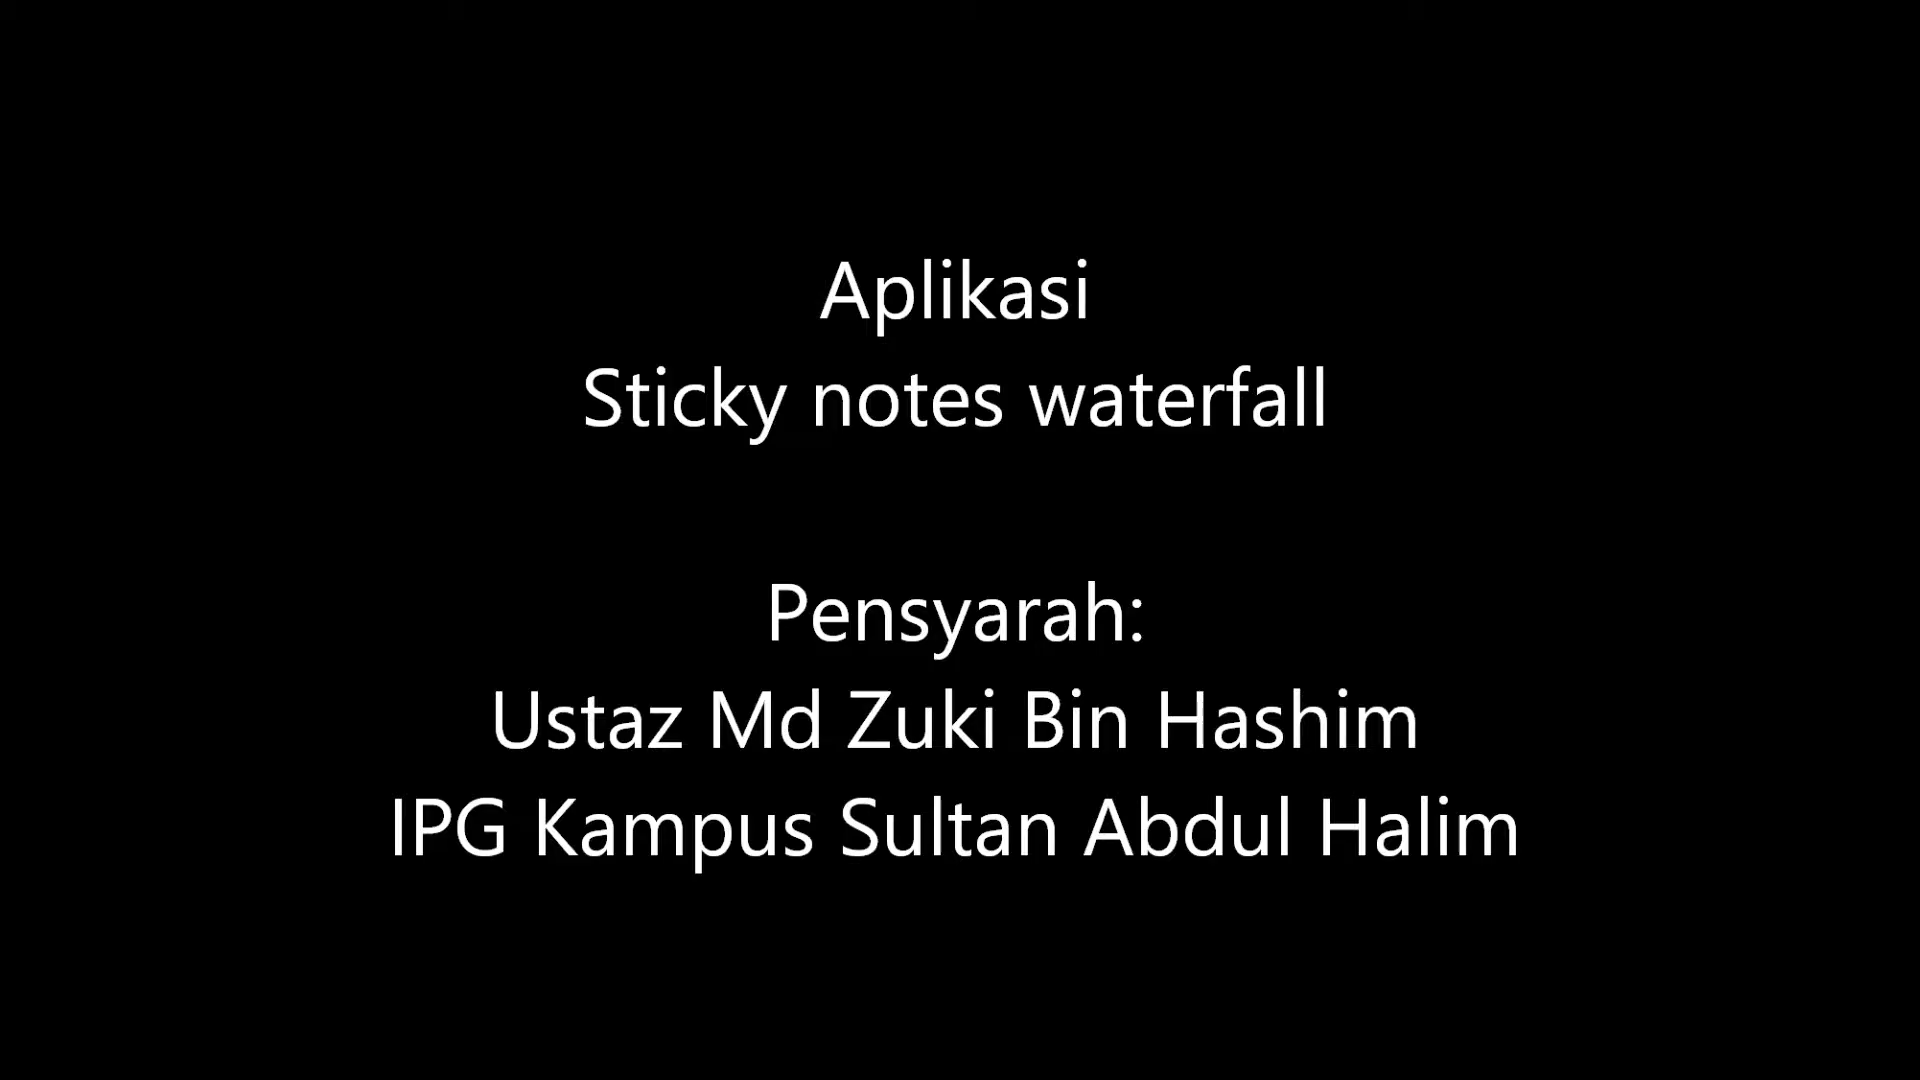 Aplikasi
Sticky notes waterfall
Pensyarah:
Ustaz Md Zuki Bin Hashim
IPG Kampus Sultan Abdul Halim